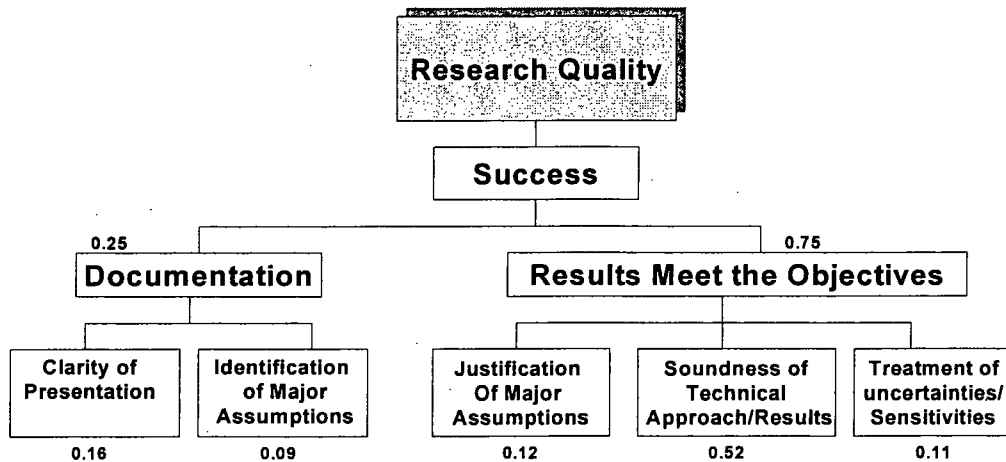 Research Quality
Success
0.25
0.75
Documentation
Results Meet the Objectives
Clarity of
Presentation
Identification
of Major
Assumptions
Justification
Of Major
Assumptions
Soundness of
Technical
Approach/Results
Treatment of
uncertainties/
Sensitivities
0.16
0.09
0.12
0.52
0.11